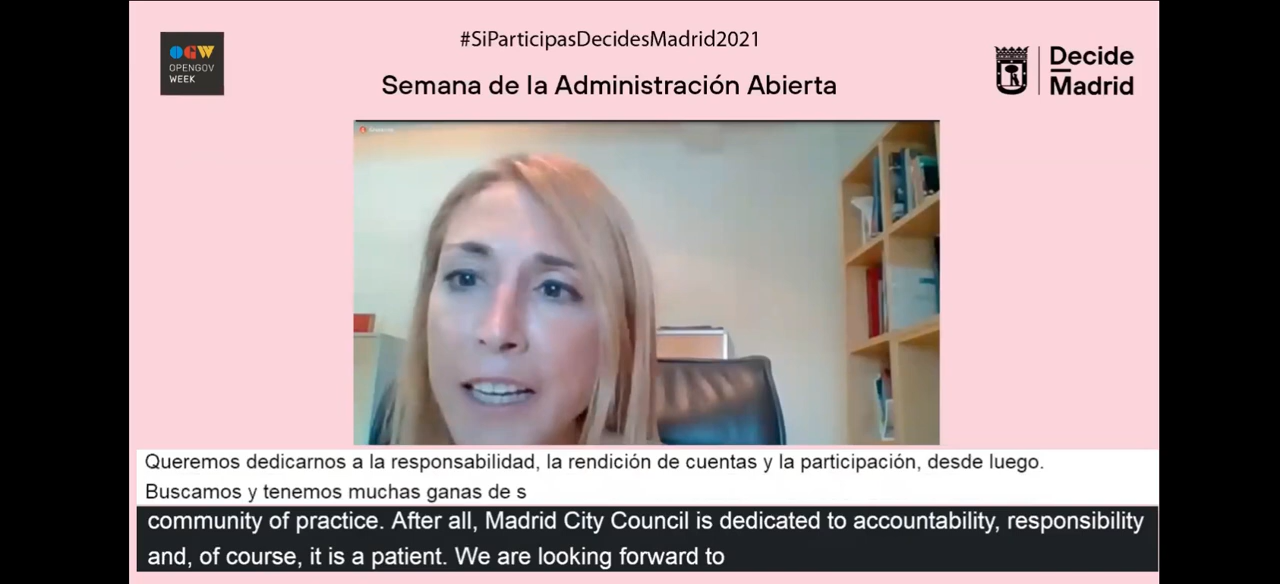 #SiParticipasDecidesMadrid2021
OGW
OPENGOV
WEEK
Semana de la Administración Abierta
Decide
Madrid
Queremos dedicarnos a la responsabilidad, la rendición de cuentas y la participación, desde luego.
Buscamos y tenemos muchas ganas de s
community of practice. After all, Madrid City Council is dedicated to accountability, responsibility
and, of course, it is a patient. We are looking forward to